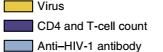 Virus
CD4 and T-cell count
Anti–HIV-1 antibody